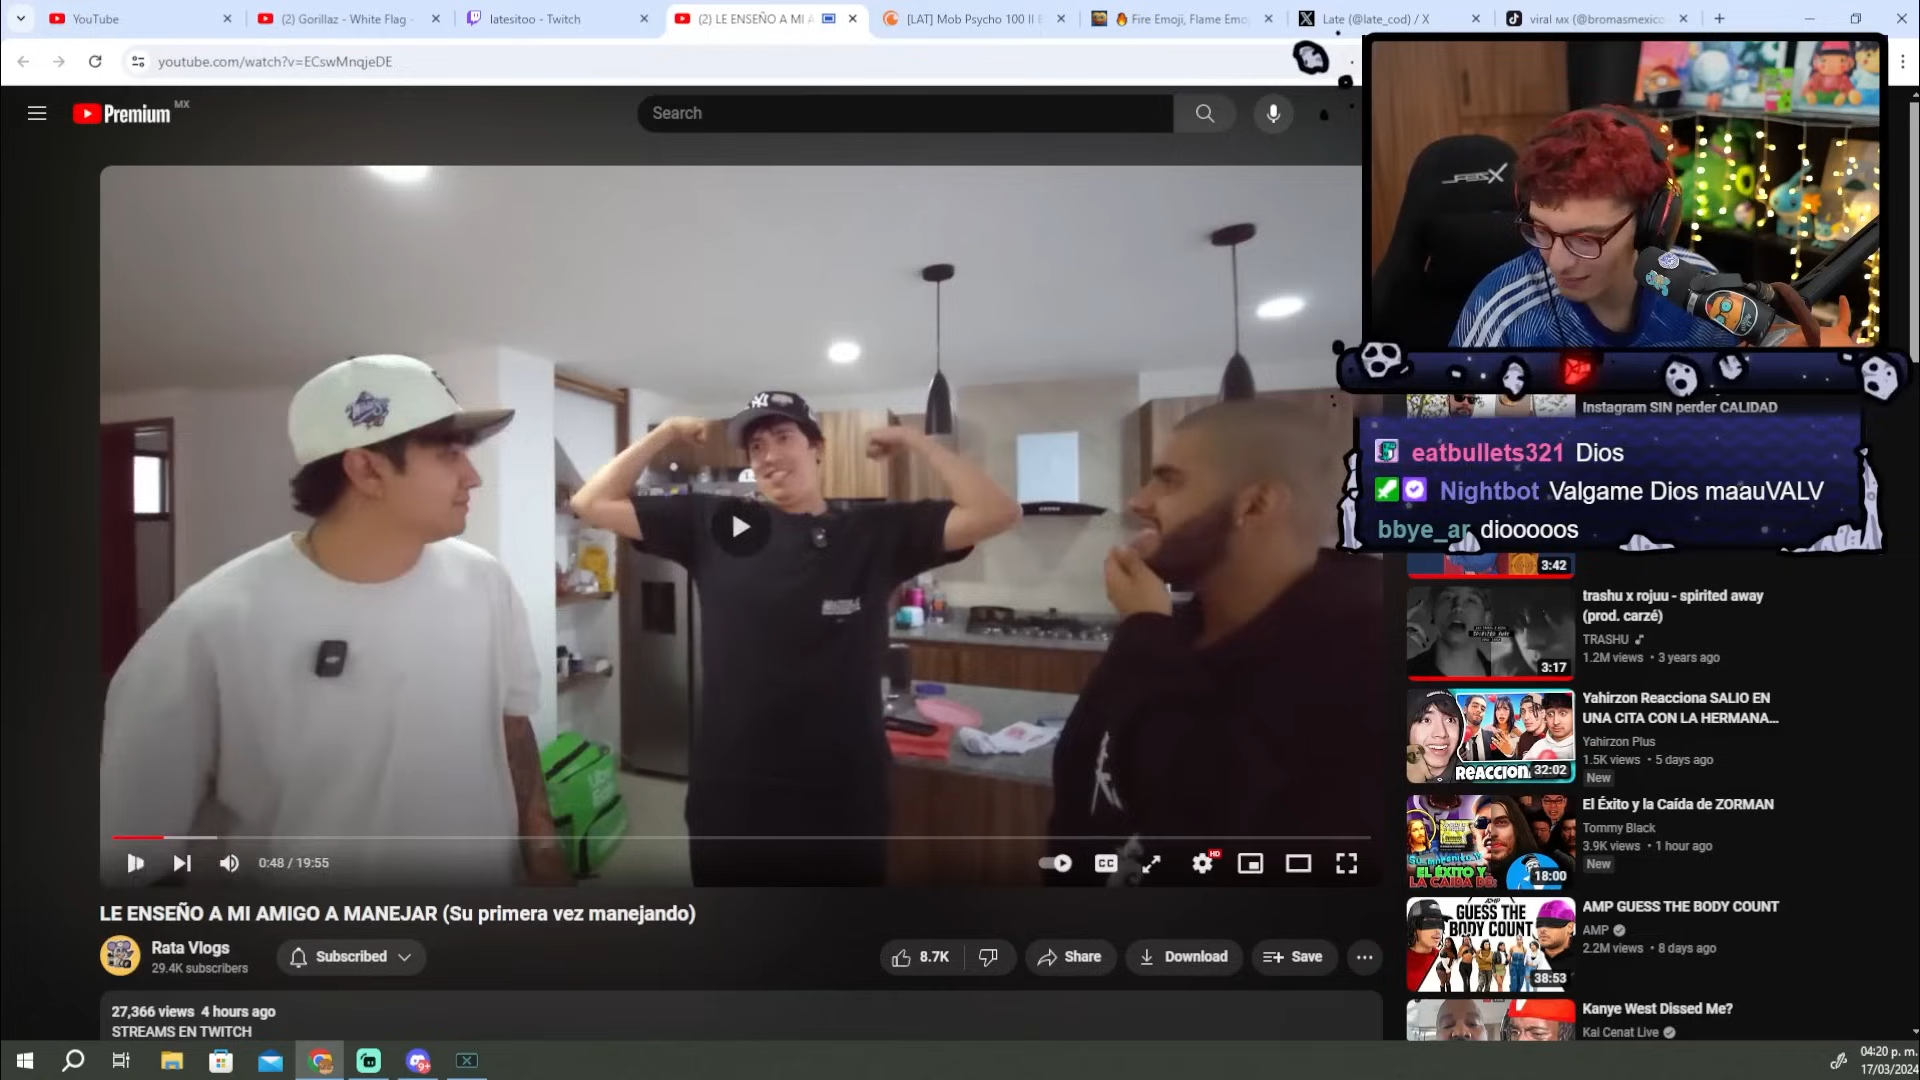 YouTube
(2) Gorillaz - White Flag -
latesitoo - Twitch
(2) LE ENSEÑO A MI A
[LAT] Mob Psycho 100 II E
🔥 Fire Emoji, Flame Emo
Late (@late_cod) / X
viral мx (@bromasmexico
youtube.com/watch?v=ECswMnqjeDE
Premium MX
Search
Instagram SIN perder CALIDAD
eatbullets321 Dios
Nightbot Valgame Dios maauVALV
bbye_ar diooooos
3:42
trashu x rojuu - spirited away
(prod. carzé)
TRASHU
1.2M views • 3 years ago
3:17
Yahirzon Reacciona SALIO EN
UNA CITA CON LA HERMANA...
Yahirzon Plus
1.5K views • 5 days ago
New
REACCION
32:02
El Éxito y la Caída de ZORMAN
Tommy Black
3.9K views • 1 hour ago
New
EL ÉXITO Y
LA CAIDA DE:
18:00
AMP GUESS THE BODY COUNT
AMP
2.2M views • 8 days ago
AMP
GUESS THE
BODY COUNT
38:53
Kanye West Dissed Me?
Kai Cenat Live
0:48 / 19:55
CC
HD
LE ENSEÑO A MI AMIGO A MANEJAR (Su primera vez manejando)
Rata Vlogs
29.4K subscribers
Subscribed
8.7K
Share
Download
Save
27,366 views 4 hours ago
STREAMS EN TWITCH
9+
04:20 p. m.
17/03/2024